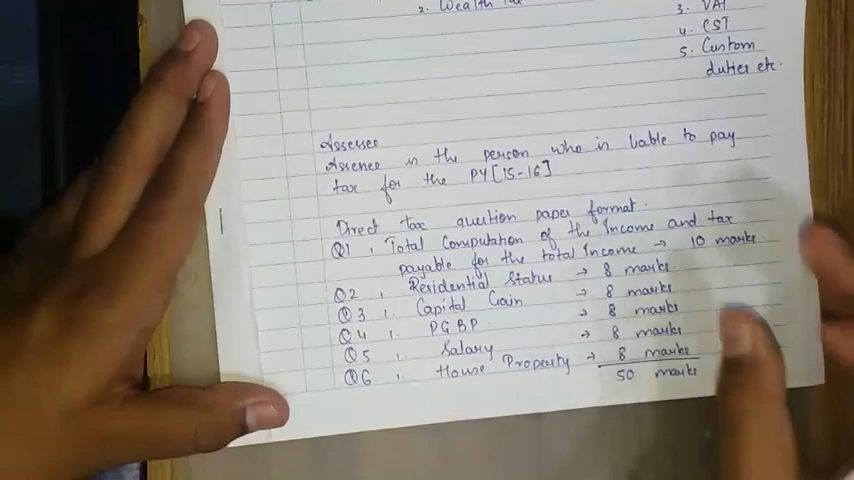 2. Wealth Tax
3. VAT
4. CST
5. Custom
duties etc.
Assessee
Assessee in the person who in liable to pay
tax for the PY [15-16]
Direct tax question paper format.
Q1 . Total Computation of the Income and tax
payable for the total Income → 10 marks.
Q2 . Residential Status → 8 marks
Q3 . Capital Gain → 8 marks
Q4 . PGBP → 8 marks
Q5 . Salary → 8 marks
Q6 . House Property → 8 marks
50 marks